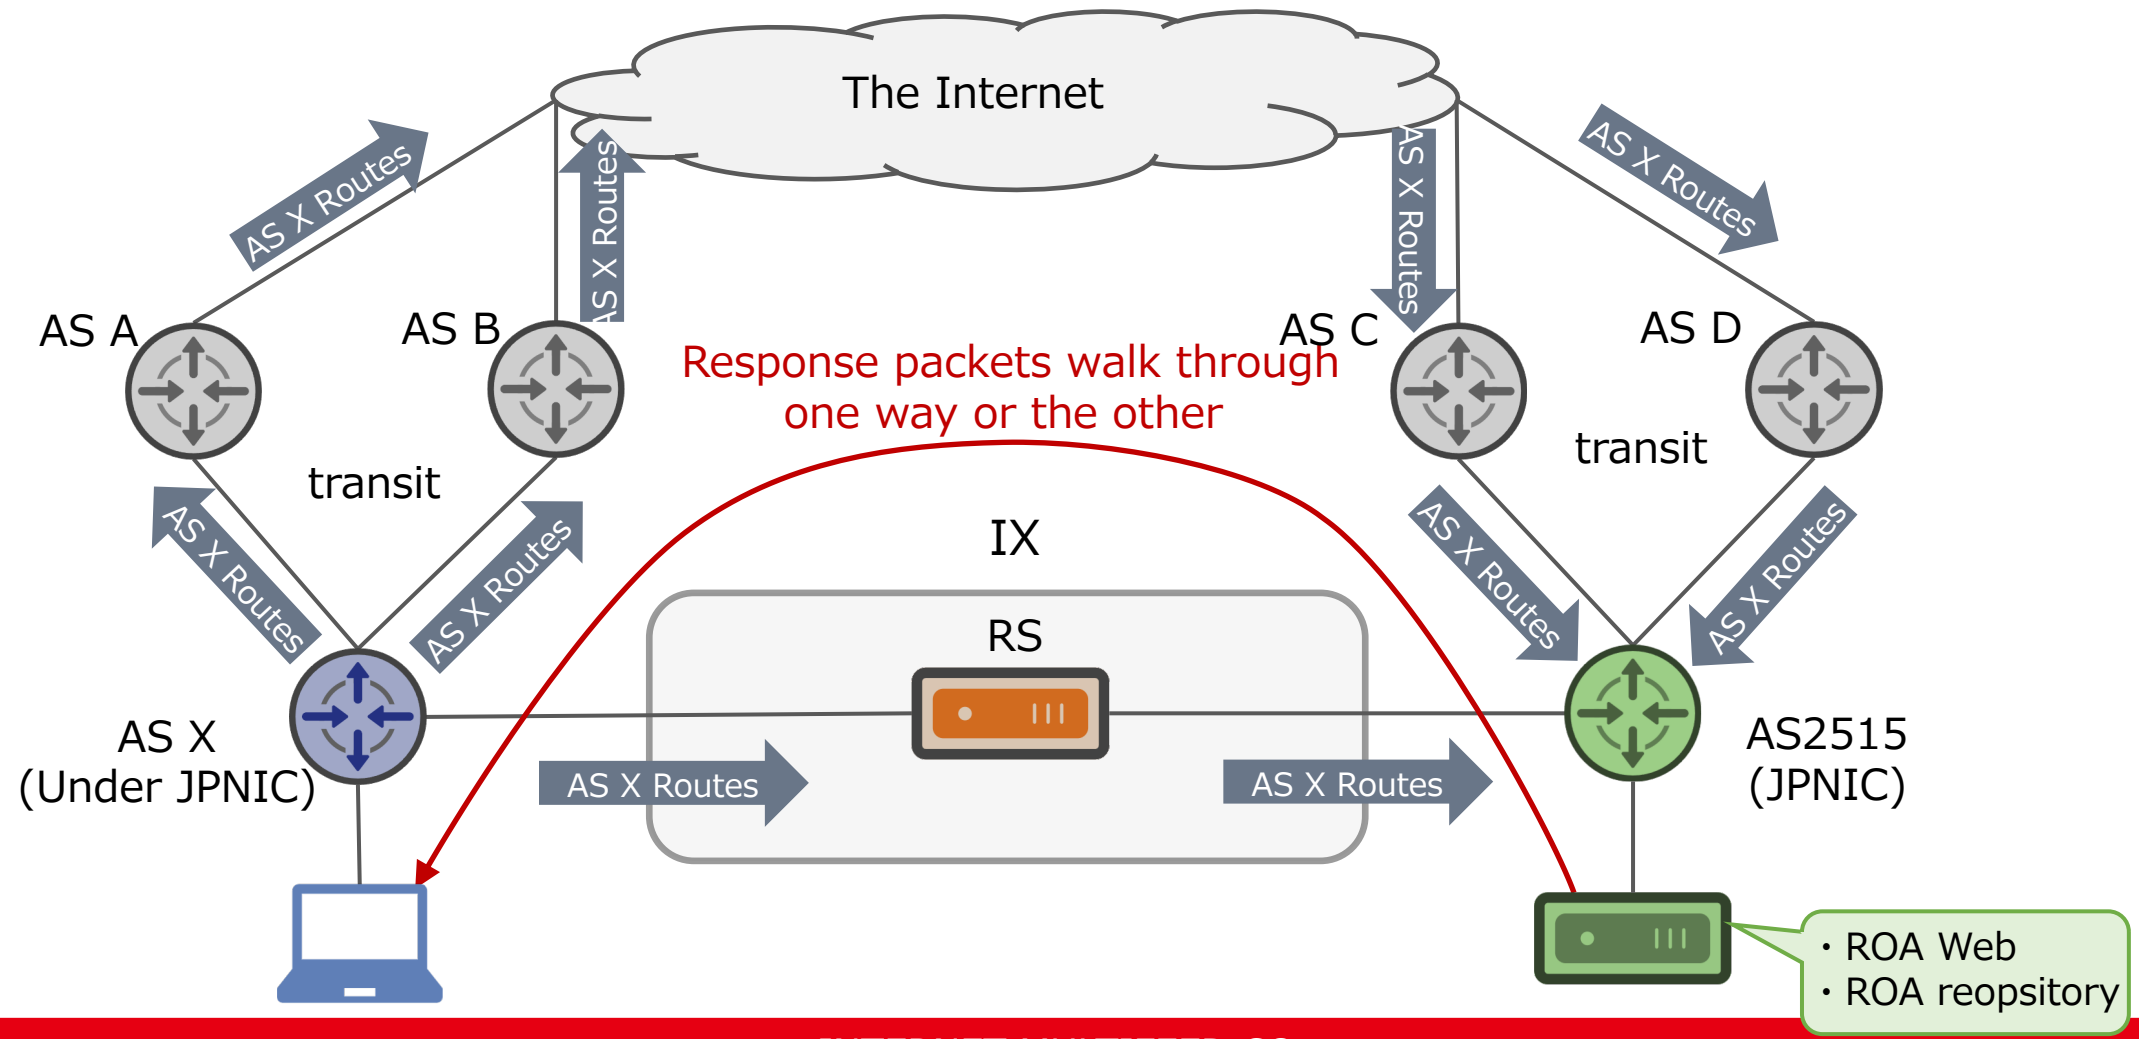 The Internet
AS X Routes
AS X Routes
AS X Routes
AS X Routes
AS A
AS B
AS C
AS D
Response packets walk through
one way or the other
transit
transit
AS X Routes
AS X Routes
AS X Routes
AS X Routes
IX
RS
AS X
(Under JPNIC)
AS2515
(JPNIC)
AS X Routes
AS X Routes
・ROA Web
・ROA reopsitory